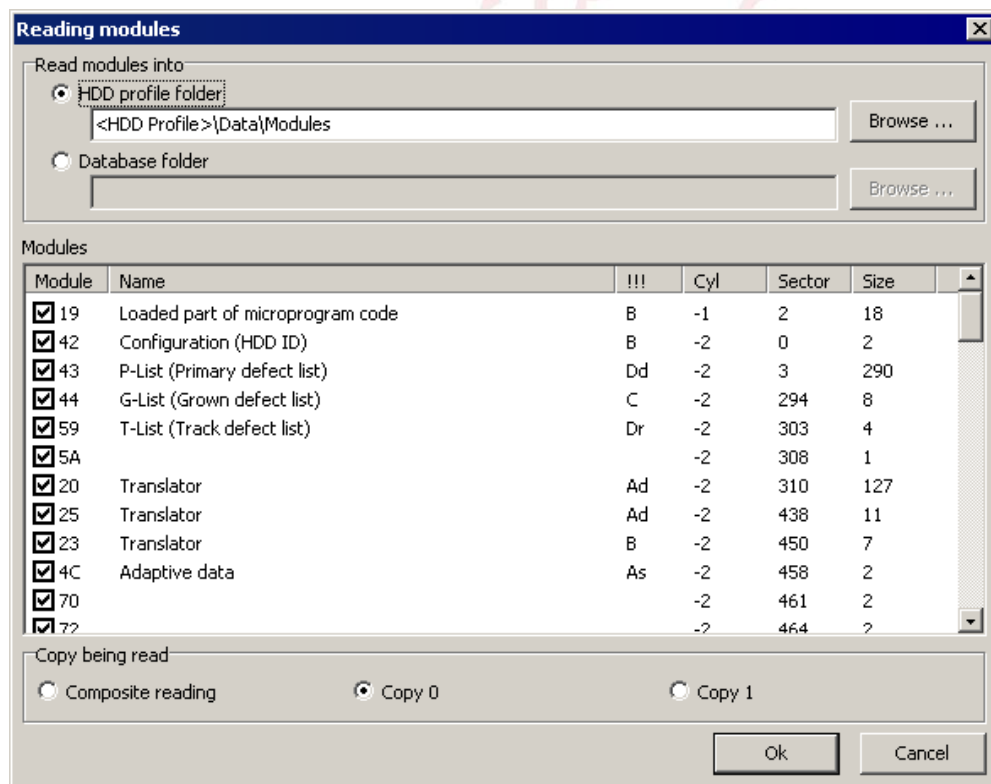 Reading modules
Read modules into
HDD profile folder
<HDD Profile>\Data\Modules
Browse ...
Database folder
Browse ...
Modules
Module Name !!! Cyl Sector Size
19 Loaded part of microprogram code B -1 2 18
42 Configuration (HDD ID) B -2 0 2
43 P-List (Primary defect list) Dd -2 3 290
44 G-List (Grown defect list) C -2 294 8
59 T-List (Track defect list) Dr -2 303 4
5A -2 308 1
20 Translator Ad -2 310 127
25 Translator Ad -2 438 11
23 Translator B -2 450 7
4C Adaptive data As -2 458 2
70 -2 461 2
72 -2 464 2
Copy being read
Composite reading Copy 0 Copy 1
Ok Cancel